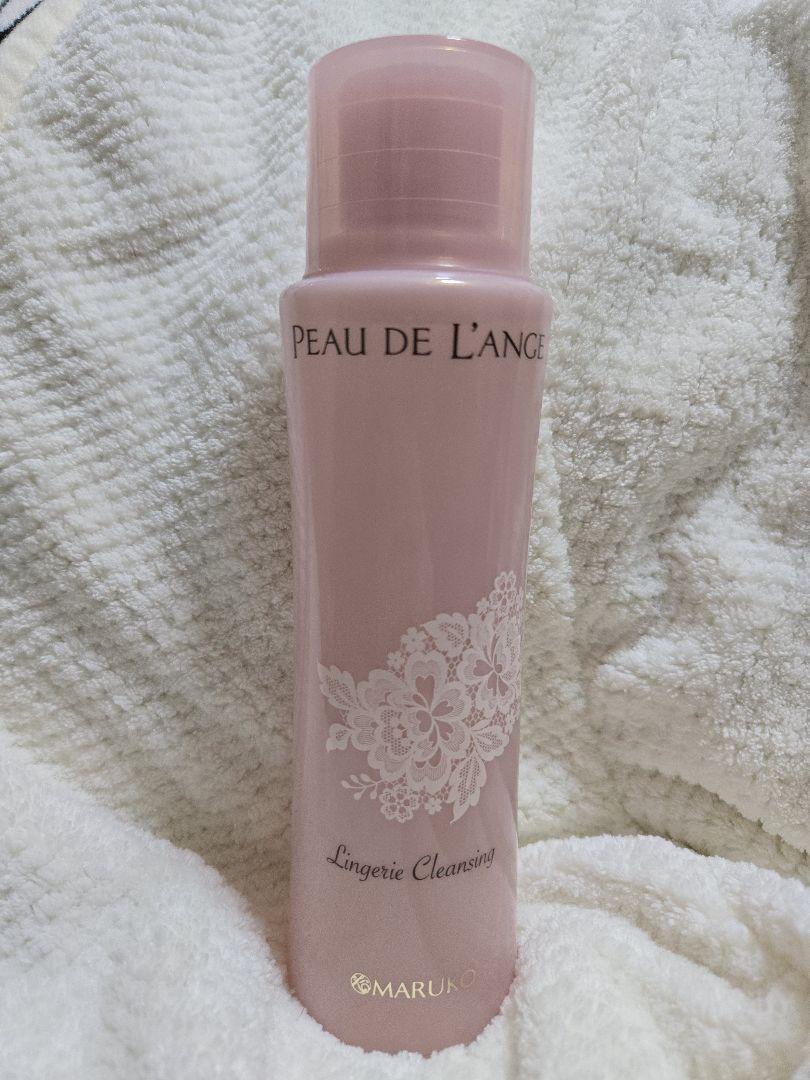 PEAU DE L'ANGE
Lingerie Cleansing
MARUKO